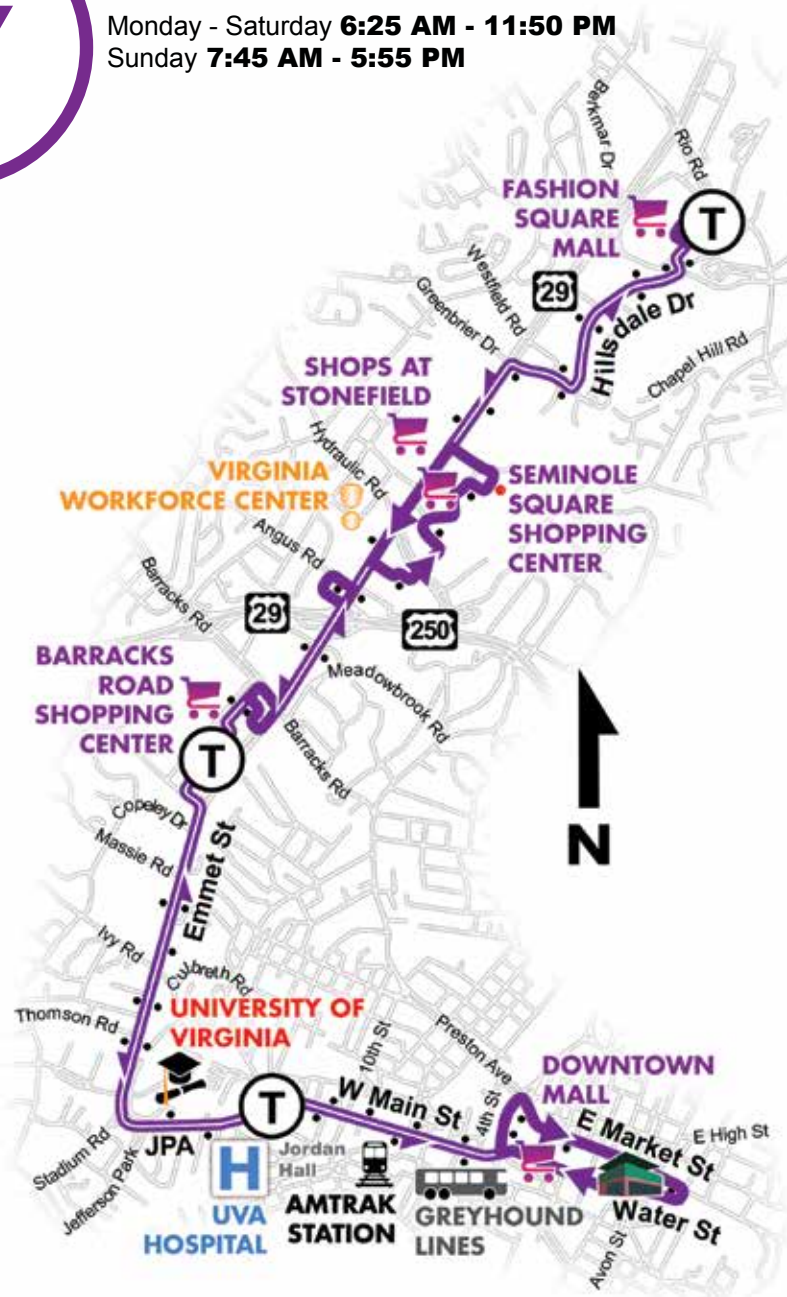 Monday - Saturday 6:25 AM - 11:50 PM
Sunday 7:45 AM - 5:55 PM
Berkmar Dr
Rio Rd
FASHION
SQUARE
MALL
T
Westfield Rd
29
Greenbrier Dr
Hillsdale Dr
Chapel Hill Rd
SHOPS AT
STONEFIELD
Hydraulic Rd
VIRGINIA
WORKFORCE CENTER
SEMINOLE
SQUARE
SHOPPING
CENTER
Angus Rd
Barracks Rd
29
250
BARRACKS
ROAD
SHOPPING
CENTER
Meadowbrook Rd
Barracks Rd
T
Copeley Dr
Massie Rd
Emmet St
N
Ivy Rd
Culbreth Rd
Thomson Rd
UNIVERSITY OF
VIRGINIA
10th St
Preston Ave
DOWNTOWN
MALL
T
W Main St
4th St
E Market St
E High St
Stadium Rd
JPA
Jefferson Park
H
Jordan
Hall
UVA
HOSPITAL
AMTRAK
STATION
GREYHOUND
LINES
Water St
Avon St